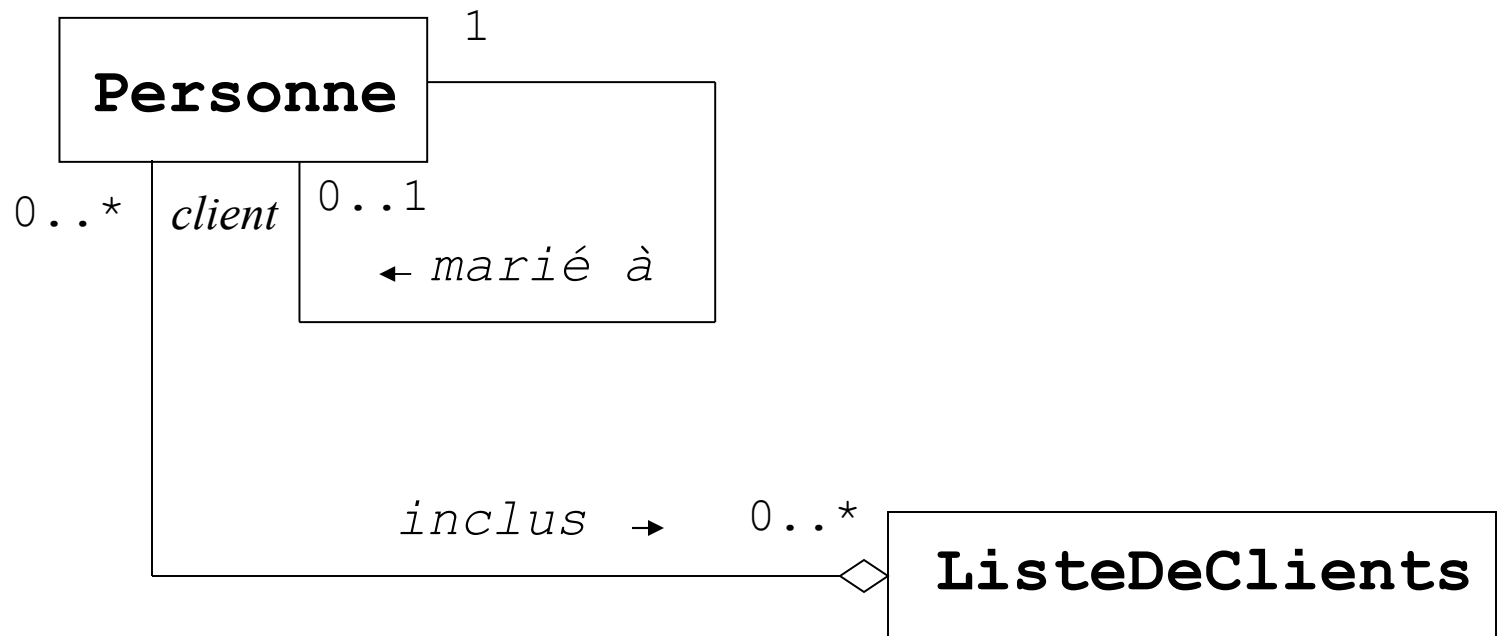 1
Personne
0..* client 0..1
marié à
inclus 0..*
ListeDeClients